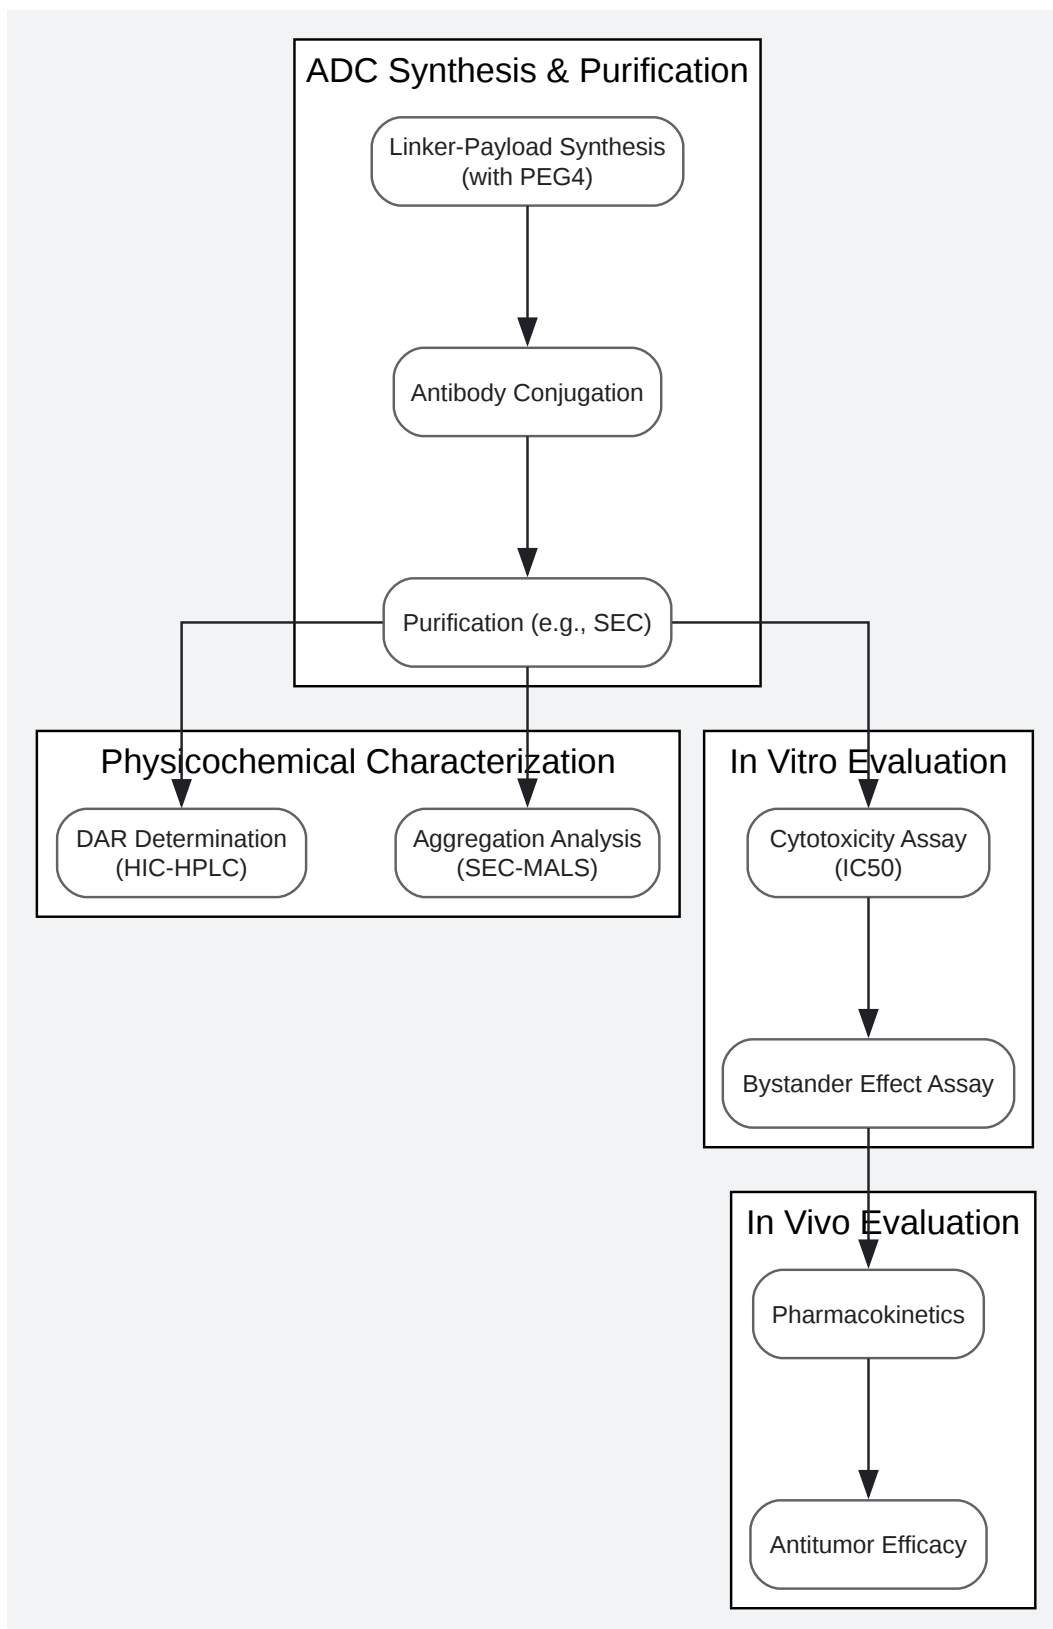 ADC Synthesis & Purification
Linker-Payload Synthesis
(with PEG4)
Antibody Conjugation
Purification (e.g., SEC)
Physicochemical Characterization
DAR Determination
(HIC-HPLC)
Aggregation Analysis
(SEC-MALS)
In Vitro Evaluation
Cytotoxicity Assay
(IC50)
Bystander Effect Assay
In Vivo Evaluation
Pharmacokinetics
Antitumor Efficacy